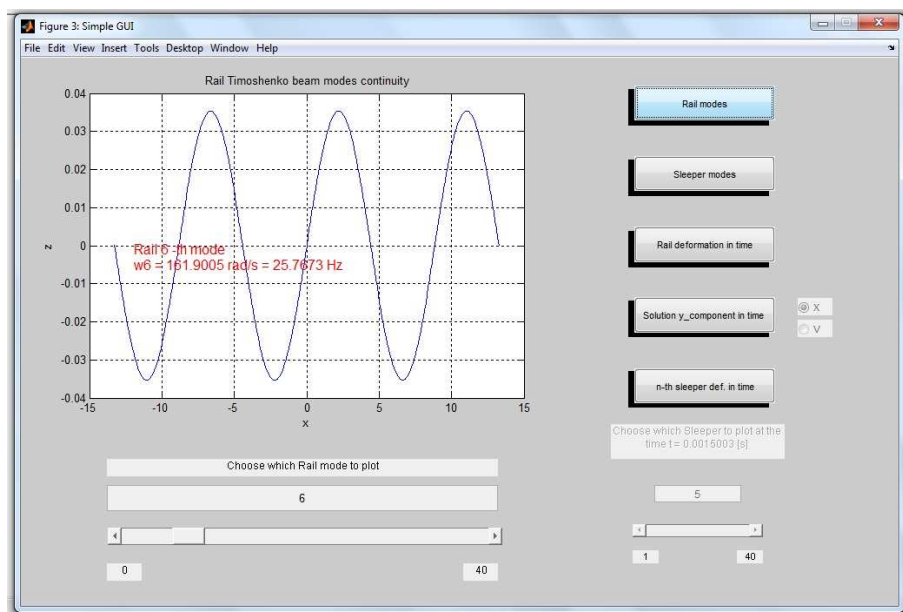 Figure 3: Simple GUI
File Edit View Insert Tools Desktop Window Help
Rail Timoshenko beam modes continuity
0.04
0.03
0.02
0.01
0
-0.01
-0.02
-0.03
-0.04
z
Rail 6 -th mode
w6 = 161.9005 rad/s = 25.7673 Hz
-15 -10 -5 0 5 10 15
x
Choose which Rail mode to plot
6
0 40
Rail modes
Sleeper modes
Rail deformation in time
Solution y_component in time
X
V
n-th sleeper def. in time
Choose which Sleeper to plot at the
time t = 0.0015003 [s]
5
1 40